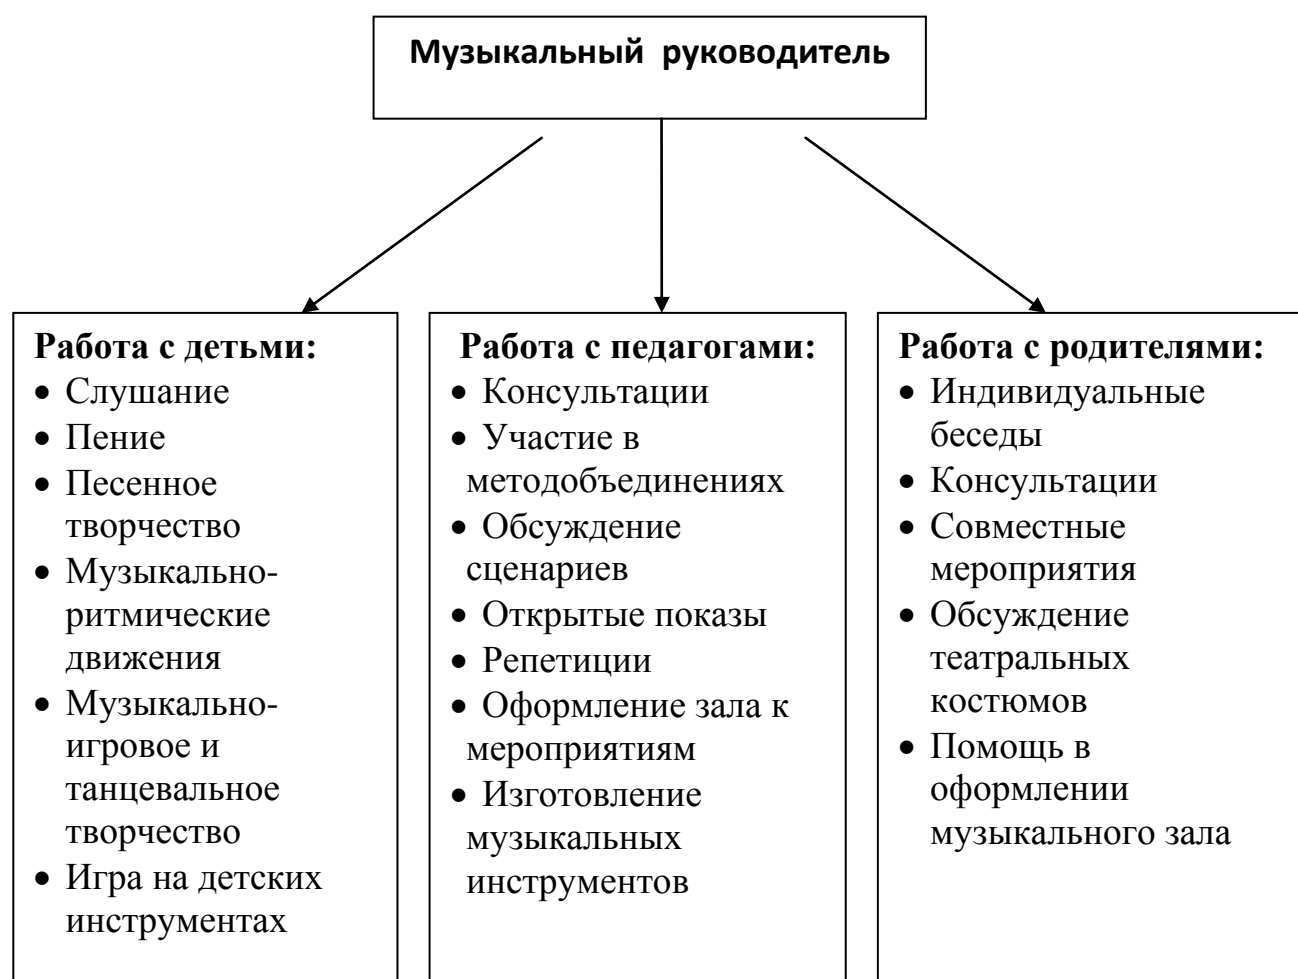 Музыкальный руководитель
Работа с детьми:
• Слушание
• Пение
• Песенное
творчество
• Музыкально-
ритмические
движения
• Музыкально-
игровое и
танцевальное
творчество
• Игра на детских
инструментах
Работа с педагогами:
• Консультации
• Участие в
методобъединениях
• Обсуждение
сценариев
• Открытые показы
• Репетиции
• Оформление зала к
мероприятиям
• Изготовление
музыкальных
инструментов
Работа с родителями:
• Индивидуальные
беседы
• Консультации
• Совместные
мероприятия
• Обсуждение
театральных
костюмов
• Помощь в
оформлении
музыкального зала